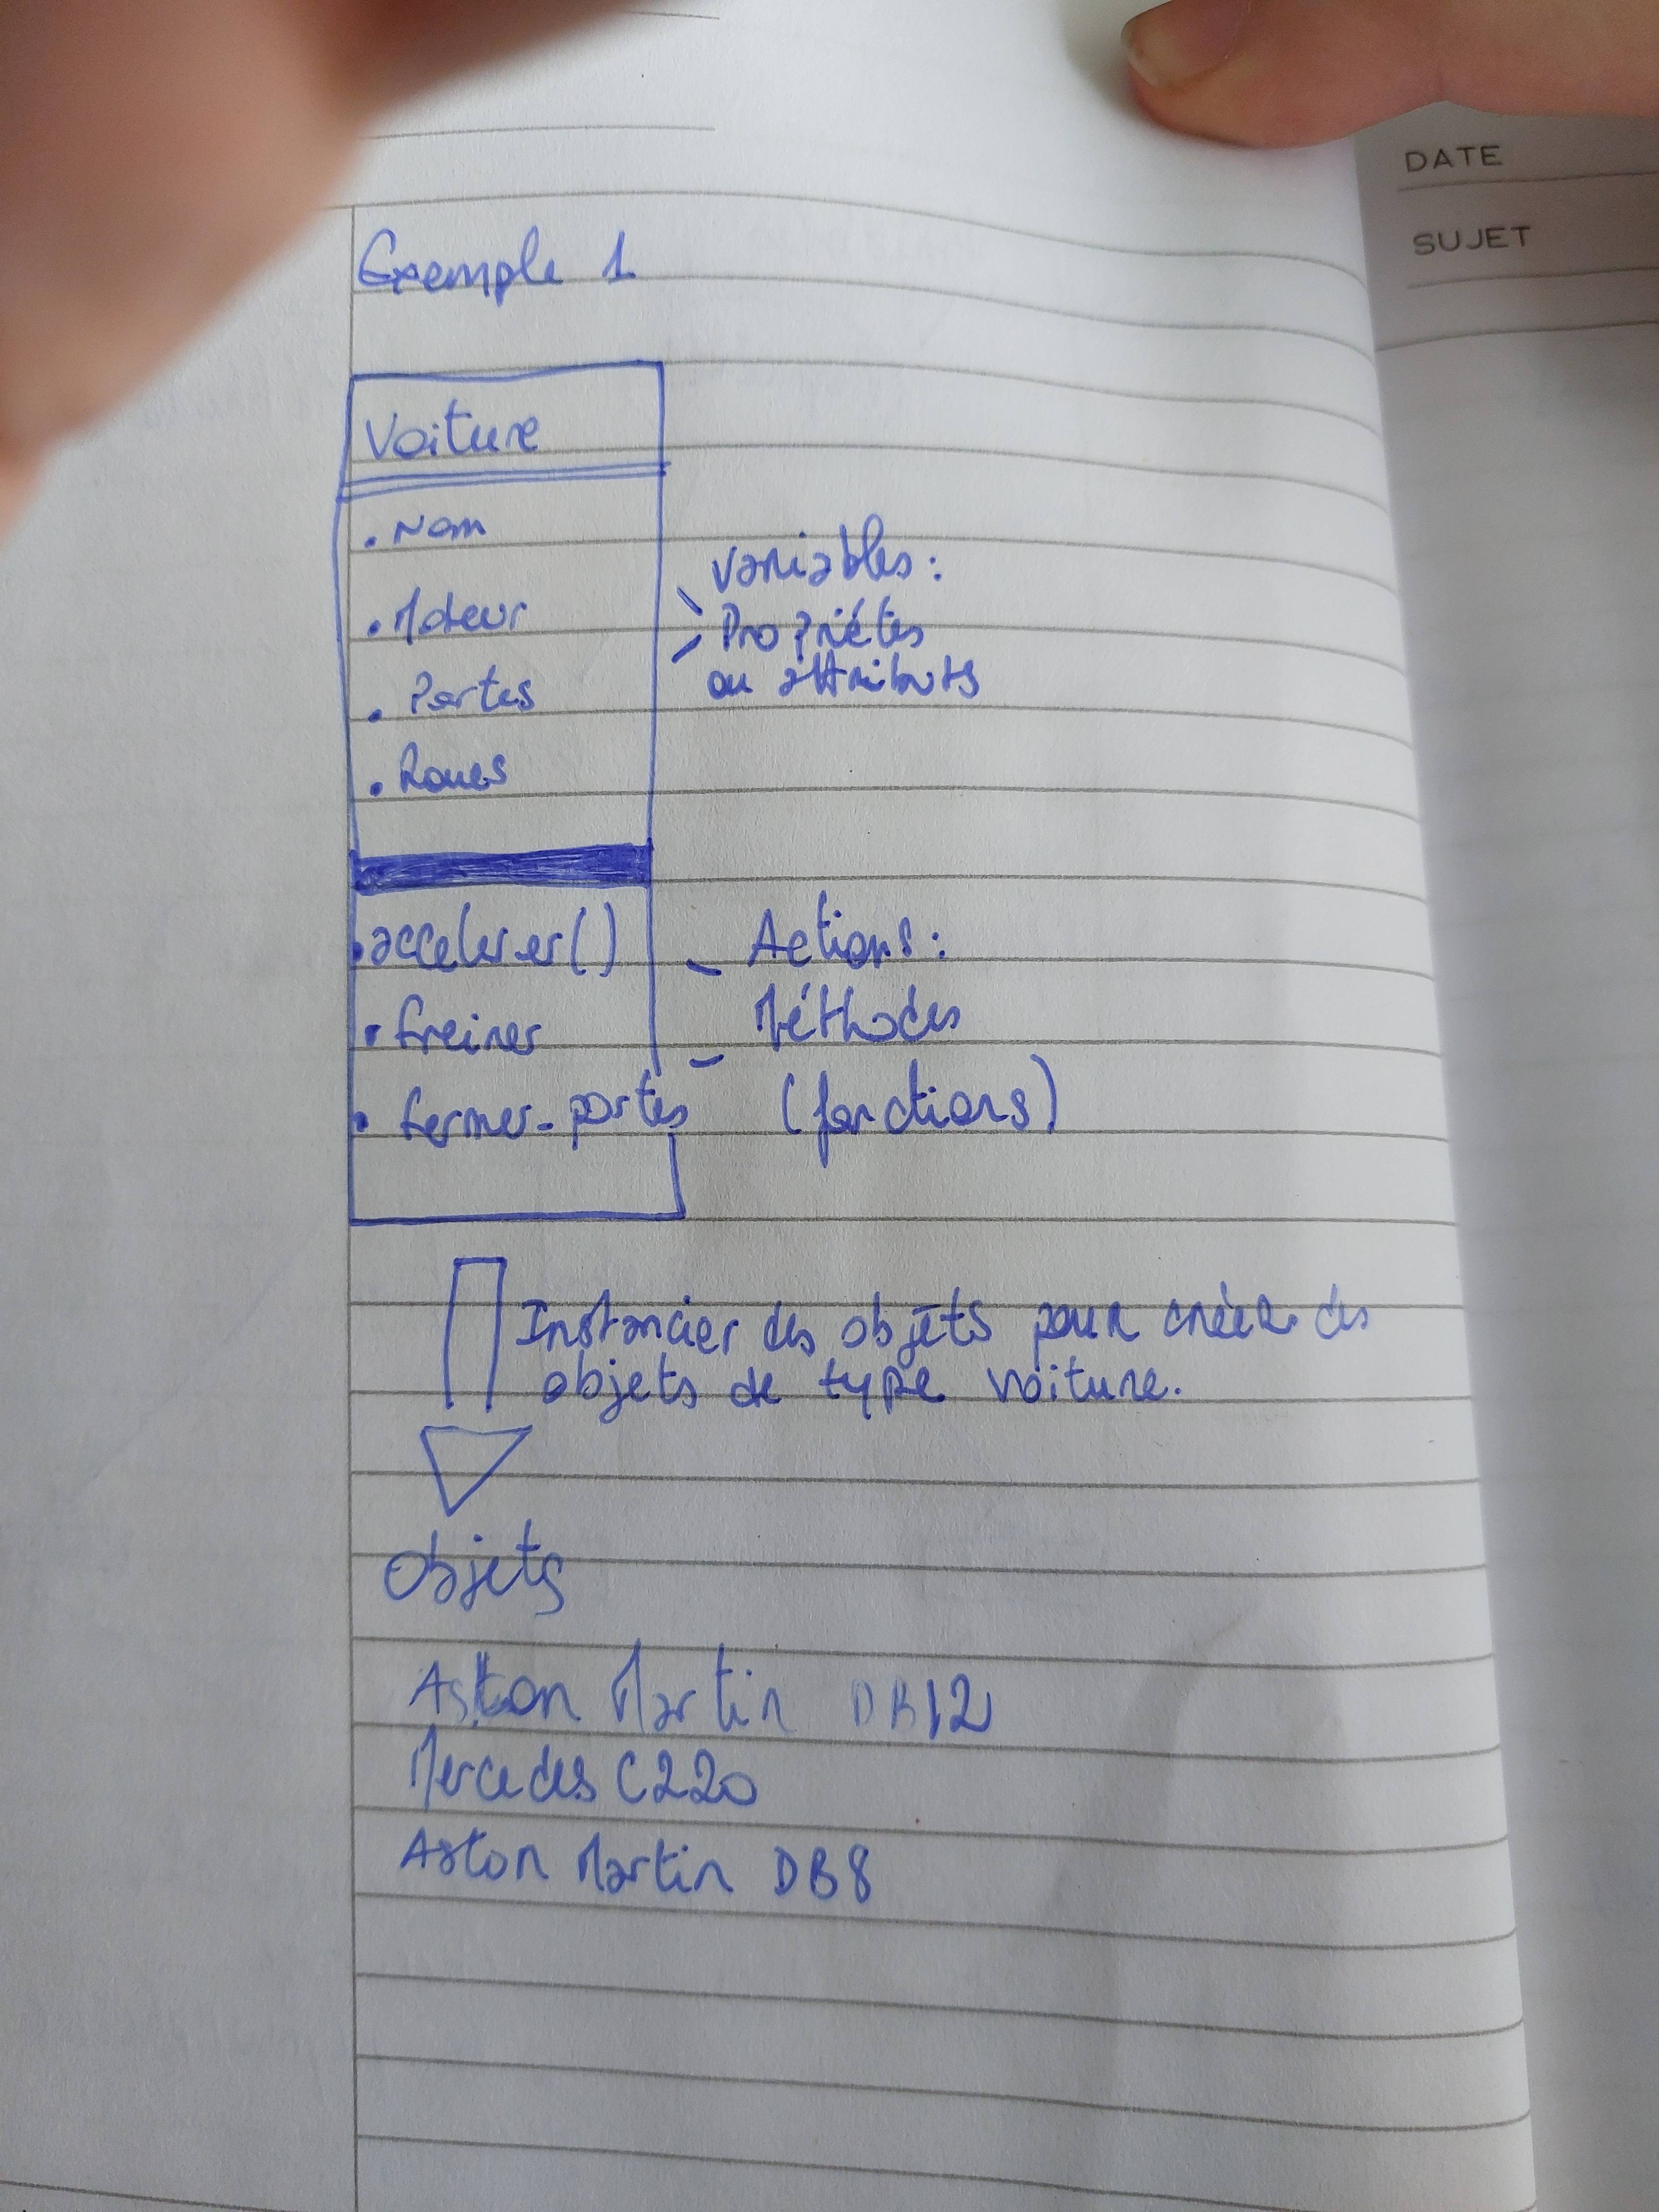 DATE
SUJET
Exemple 1
Voiture
. Nom
. Moteur
. Portes
. Roues
Variables :
Propriétés
ou attributs
. accelerer()
. freiner
. fermer_portes
Actions :
Méthodes
(fonctions)
Instancier des objets pour créer des
objets de type voiture.
Objets
Aston Martin DB12
Mercedes C220
Aston Martin DB8